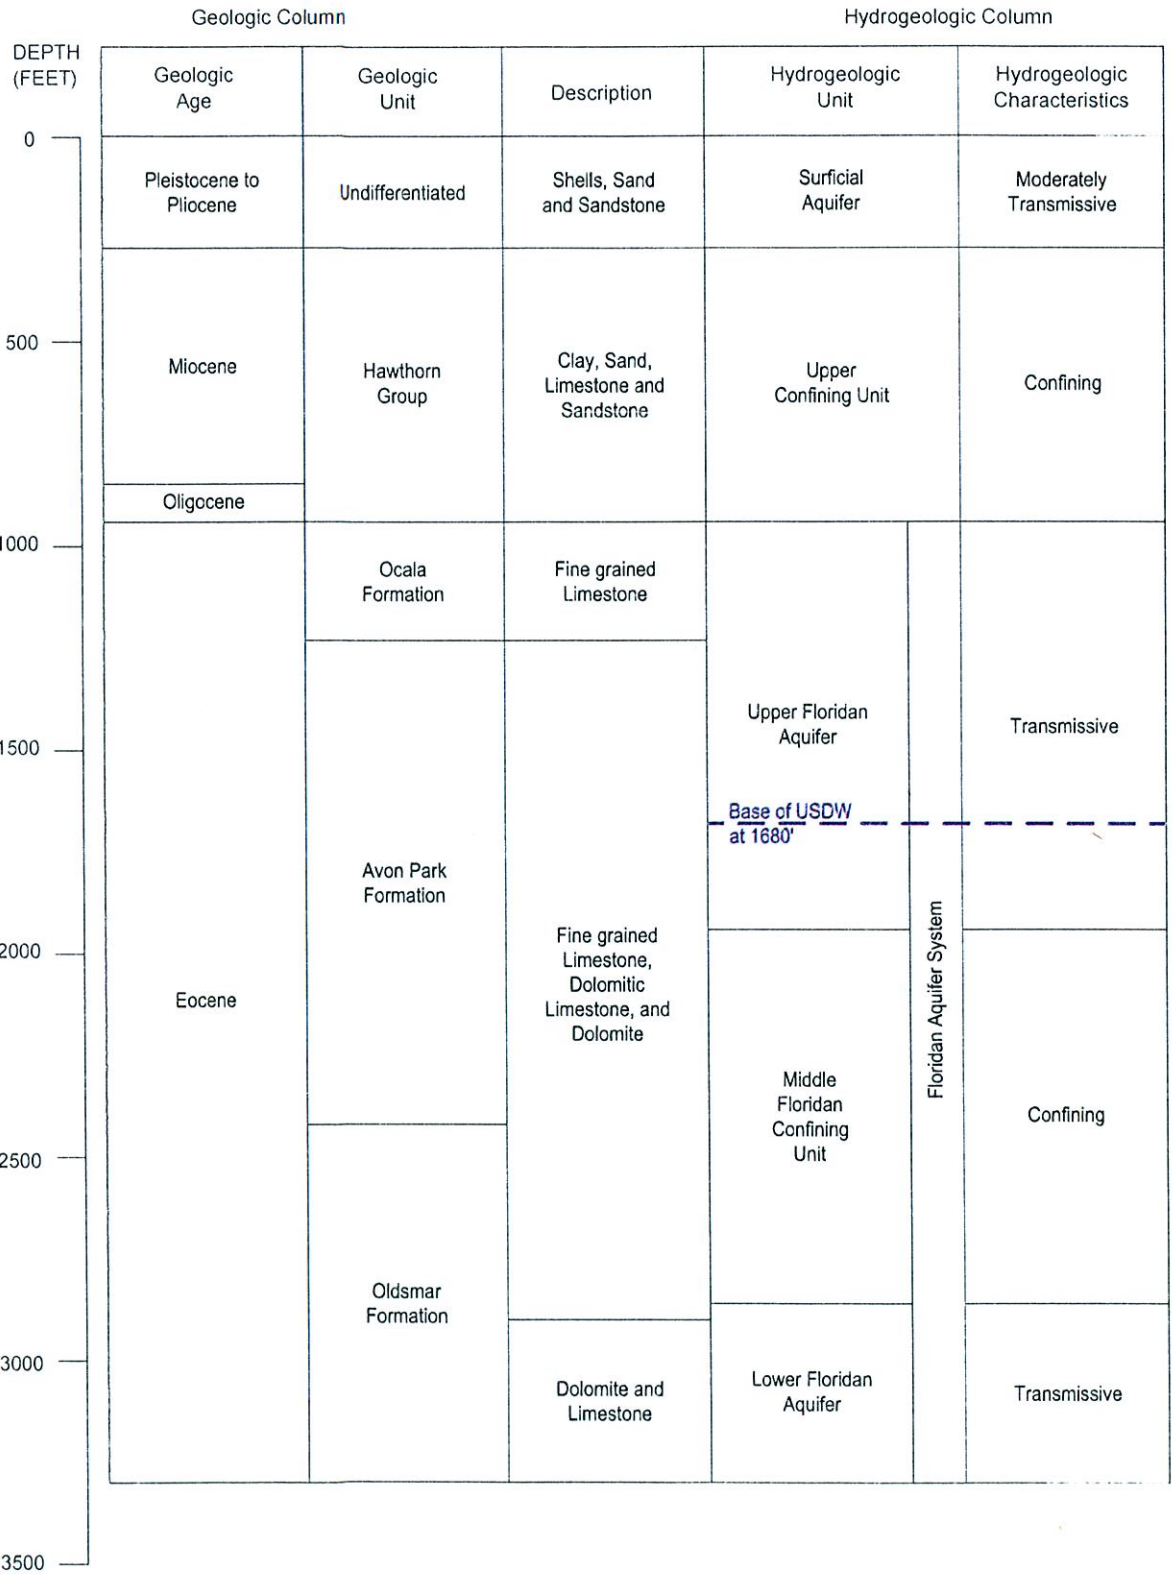 Geologic Column
Hydrogeologic Column
DEPTH
(FEET)
Geologic
Age
Geologic
Unit
Description
Hydrogeologic
Unit
Hydrogeologic
Characteristics
0
Pleistocene to
Pliocene
Undifferentiated
Shells, Sand
and Sandstone
Surficial
Aquifer
Moderately
Transmissive
500
Miocene
Hawthorn
Group
Clay, Sand,
Limestone and
Sandstone
Upper
Confining Unit
Confining
Oligocene
1000
Ocala
Formation
Fine grained
Limestone
Upper Floridan
Aquifer
Transmissive
1500
Base of USDW
at 1680'
Avon Park
Formation
2000
Eocene
Fine grained
Limestone,
Dolomitic
Limestone, and
Dolomite
Floridan Aquifer System
Middle
Floridan
Confining
Unit
Confining
2500
Oldsmar
Formation
3000
Dolomite and
Limestone
Lower Floridan
Aquifer
Transmissive
3500